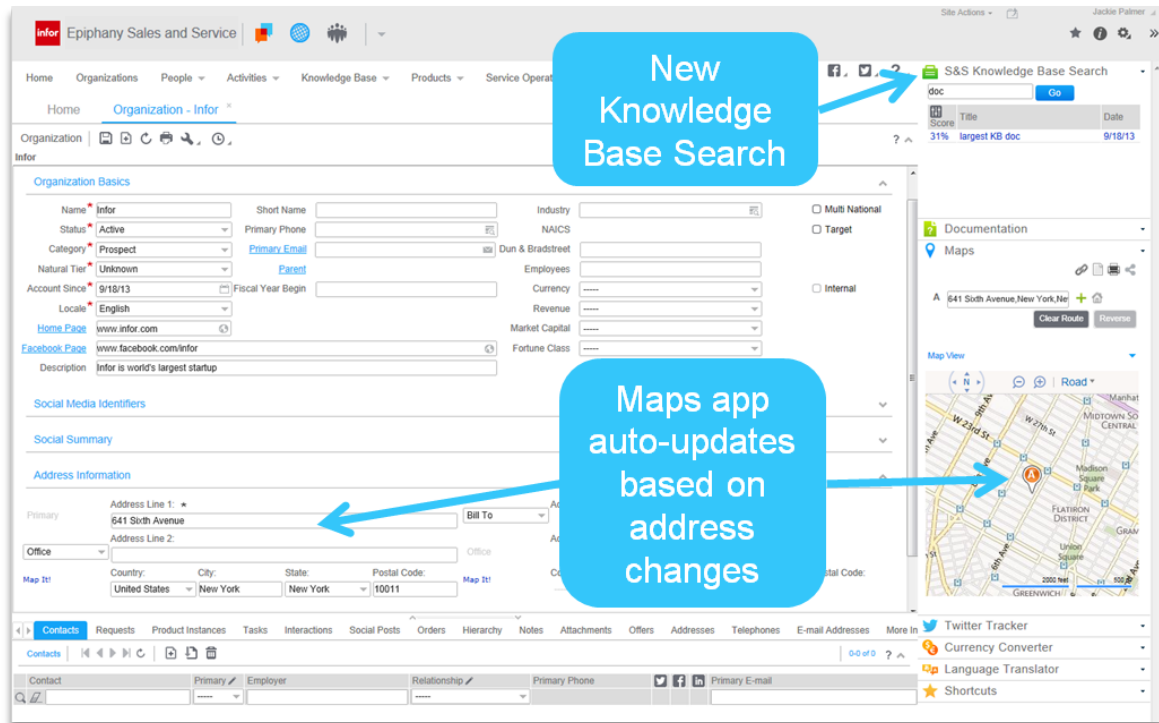 Site Actions
Jackie Palmer
infor Epiphany Sales and Service
Home Organizations People Activities Knowledge Base Products Service Operat
Home Organization - Infor ×
Organization
Infor
New
Knowledge
Base Search
S&S Knowledge Base Search
doc Go
Score Title Date
31% largest KB doc 9/18/13
Organization Basics
Name* Infor Short Name Industry Multi National
Status* Active Primary Phone NAICS Target
Category* Prospect Primary Email Dun & Bradstreet
Natural Tier* Unknown Parent Employees
Account Since* 9/18/13 Fiscal Year Begin Currency ----- Internal
Locale* English Revenue -----
Home Page www.infor.com Market Capital -----
Facebook Page www.facebook.com/infor Fortune Class -----
Description Infor is world's largest startup
Social Media Identifiers
Social Summary
Address Information
Address Line 1: *
Primary 641 Sixth Avenue Bill To
Address Line 2:
Office Office
Country: City: State: Postal Code:
Map It! United States New York New York 10011 Map It!
Postal Code:
Maps app
auto-updates
based on
address
changes
Documentation
Maps
A 641 Sixth Avenue,New York,Ne
Clear Route Reverse
Map View
N Road
9th Av
Manhat
W 27th St
Midtown So
Central
W 23rd St
A
Madison
Square
Park
Flatiron
District
Gram
6th Ave
Union
Square
2000 feet
Greenwich
Twitter Tracker
Currency Converter
Language Translator
Shortcuts
Contacts Requests Product Instances Tasks Interactions Social Posts Orders Hierarchy Notes Attachments Offers Addresses Telephones E-mail Addresses More In
Contacts 0-0 of 0 ?
Contact Primary Employer Relationship Primary Phone Primary E-mail
----- -----